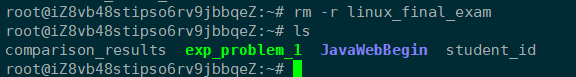 root@iZ8vb48stipso6rv9jbbqeZ:~# rm -r linux_final_exam
root@iZ8vb48stipso6rv9jbbqeZ:~# ls
comparison_results exp_problem_1 JavaWebBegin student_id
root@iZ8vb48stipso6rv9jbbqeZ:~#